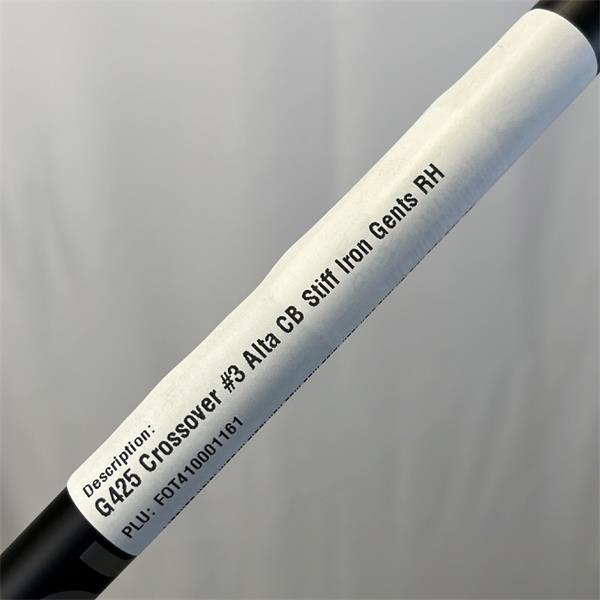 Description:
G425 Crossover #3 Alta CB Stiff Iron Gents RH
PLU: FOT410001161